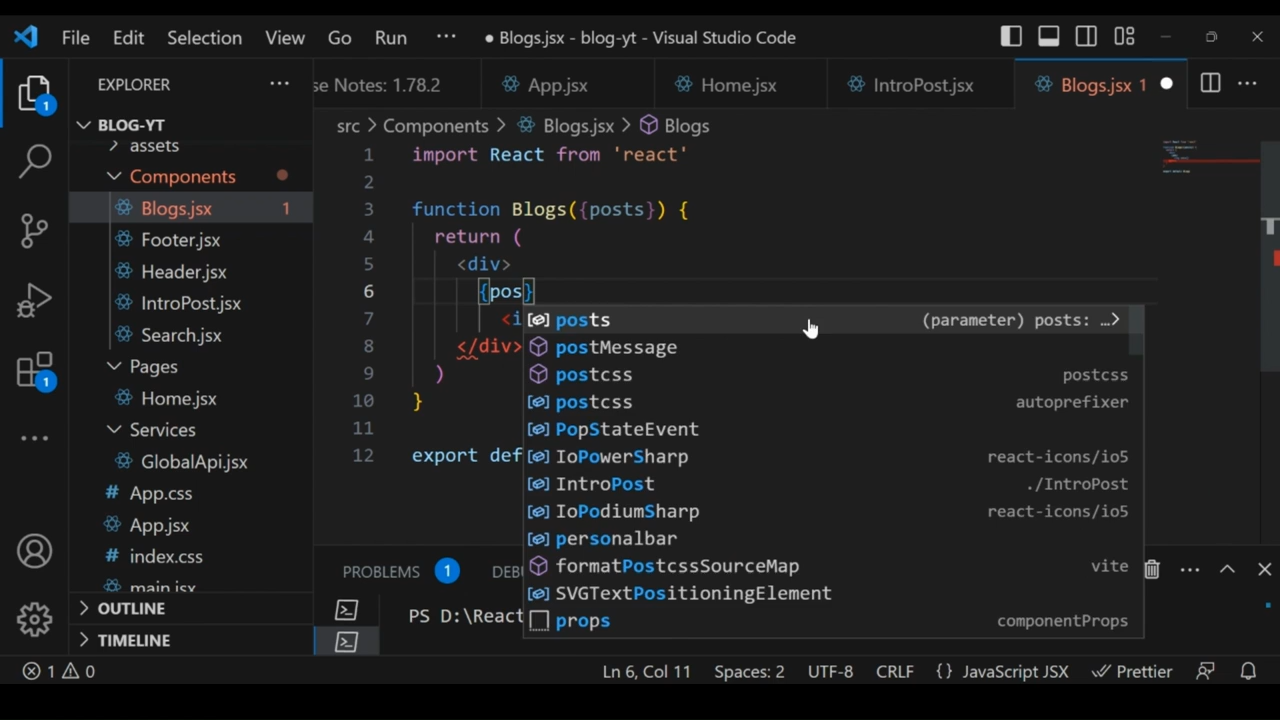 File Edit Selection View Go Run ··· ● Blogs.jsx - blog-yt - Visual Studio Code
EXPLORER ···
se Notes: 1.78.2 App.jsx Home.jsx IntroPost.jsx Blogs.jsx 1 ● ···
BLOG-YT
src > Components > Blogs.jsx > Blogs
assets
Components
Blogs.jsx 1
Footer.jsx
Header.jsx
IntroPost.jsx
Search.jsx
Pages
Home.jsx
Services
GlobalApi.jsx
App.css
App.jsx
index.css
main.jsx
OUTLINE
TIMELINE
1
1
1 import React from 'react'
2
3 function Blogs({posts}) {
4 return (
5 <div>
6 {pos}
7 <i
8 </div>
9 )
10 }
11
12 export def
posts (parameter) posts: …>
postMessage
postcss postcss
postcss autoprefixer
PopStateEvent
IoPowerSharp react-icons/io5
IntroPost ./IntroPost
IoPodiumSharp react-icons/io5
personalbar
formatPostcssSourceMap vite
SVGTextPositioningElement
props componentProps
PROBLEMS 1 DEBU ···
PS D:\React
1 0 Ln 6, Col 11 Spaces: 2 UTF-8 CRLF {} JavaScript JSX Prettier